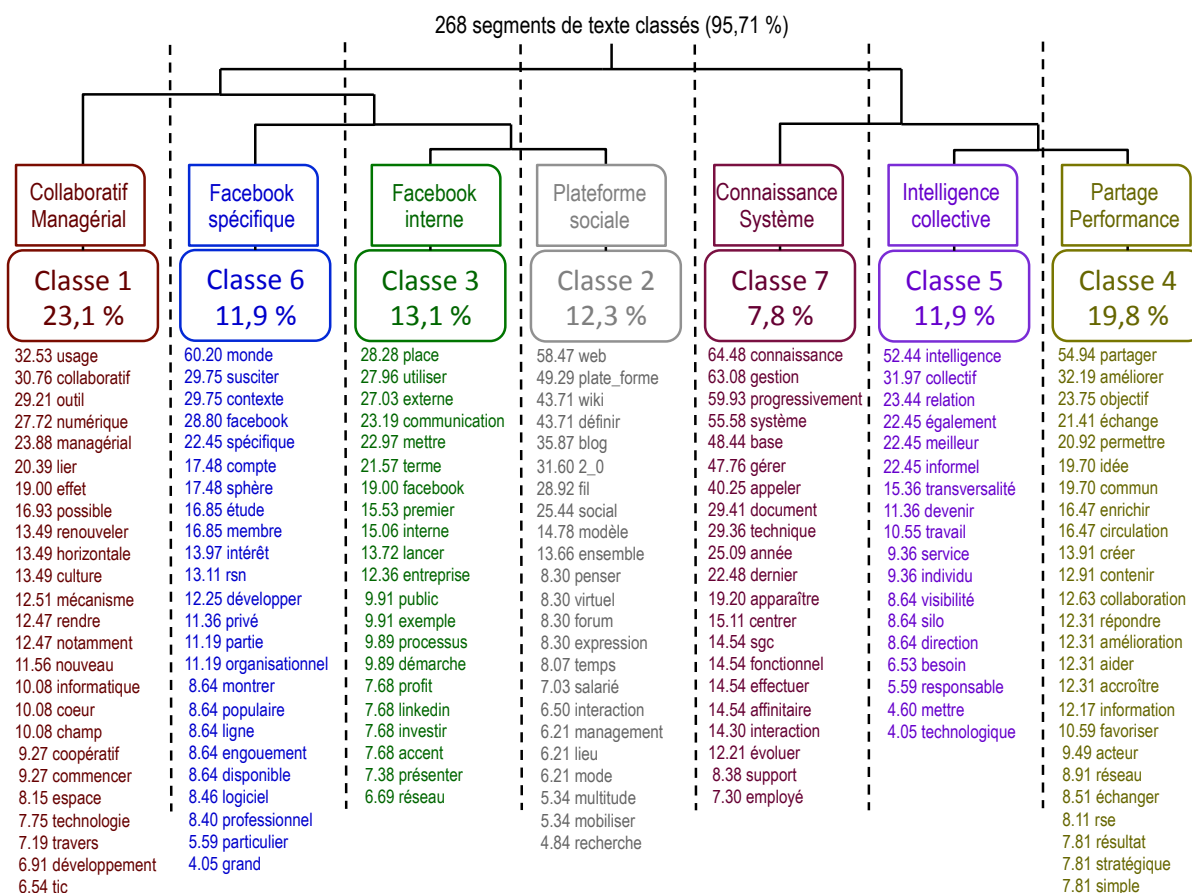 268 segments de texte classés (95,71 %)
Collaboratif
Managérial
Classe 1
23,1 %
32.53 usage
30.76 collaboratif
29.21 outil
27.72 numérique
23.88 managérial
20.39 lier
19.00 effet
16.93 possible
13.49 renouveler
13.49 horizontale
13.49 culture
12.51 mécanisme
12.47 rendre
12.47 notamment
11.56 nouveau
10.08 informatique
10.08 coeur
10.08 champ
9.27 coopératif
9.27 commencer
8.15 espace
7.75 technologie
7.19 travers
6.91 développement
6.54 tic
Facebook
spécifique
Classe 6
11,9 %
60.20 monde
29.75 susciter
29.75 contexte
28.80 facebook
22.45 spécifique
17.48 compte
17.48 sphère
16.85 étude
16.85 membre
13.97 intérêt
13.11 rsn
12.25 développer
11.36 privé
11.19 partie
11.19 organisationnel
8.64 montrer
8.64 populaire
8.64 ligne
8.64 engouement
8.64 disponible
8.46 logiciel
8.40 professionnel
5.59 particulier
4.05 grand
Facebook
interne
Classe 3
13,1 %
28.28 place
27.96 utiliser
27.03 externe
23.19 communication
22.97 mettre
21.57 terme
19.00 facebook
15.53 premier
15.06 interne
13.72 lancer
12.36 entreprise
9.91 public
9.91 exemple
9.89 processus
9.89 démarche
7.68 profit
7.68 linkedin
7.68 investir
7.68 accent
7.38 présenter
6.69 réseau
Plateforme
sociale
Classe 2
12,3 %
58.47 web
49.29 plate_forme
43.71 wiki
43.71 définir
35.87 blog
31.60 2_0
28.92 fil
25.44 social
14.78 modèle
13.66 ensemble
8.30 penser
8.30 virtuel
8.30 forum
8.30 expression
8.07 temps
7.03 salarié
6.50 interaction
6.21 management
6.21 lieu
6.21 mode
5.34 multitude
5.34 mobiliser
4.84 recherche
Connaissance
Système
Classe 7
7,8 %
64.48 connaissance
63.08 gestion
59.93 progressivement
55.58 système
48.44 base
47.76 gérer
40.25 appeler
29.41 document
29.36 technique
25.09 année
22.48 dernier
19.20 apparaître
15.11 centrer
14.54 sgc
14.54 fonctionnel
14.54 effectuer
14.54 affinitaire
14.30 interaction
12.21 évoluer
8.38 support
7.30 employé
Intelligence
collective
Classe 5
11,9 %
52.44 intelligence
31.97 collectif
23.44 relation
22.45 également
22.45 meilleur
22.45 informel
15.36 transversalité
11.36 devenir
10.55 travail
9.36 service
9.36 individu
8.64 visibilité
8.64 silo
8.64 direction
6.53 besoin
5.59 responsable
4.60 mettre
4.05 technologique
Partage
Performance
Classe 4
19,8 %
54.94 partager
32.19 améliorer
23.75 objectif
21.41 échange
20.92 permettre
19.70 idée
19.70 commun
16.47 enrichir
16.47 circulation
13.91 créer
12.91 contenir
12.63 collaboration
12.31 répondre
12.31 amélioration
12.31 aider
12.31 accroître
12.17 information
10.59 favoriser
9.49 acteur
8.91 réseau
8.51 échanger
8.11 rse
7.81 résultat
7.81 stratégique
7.81 simple